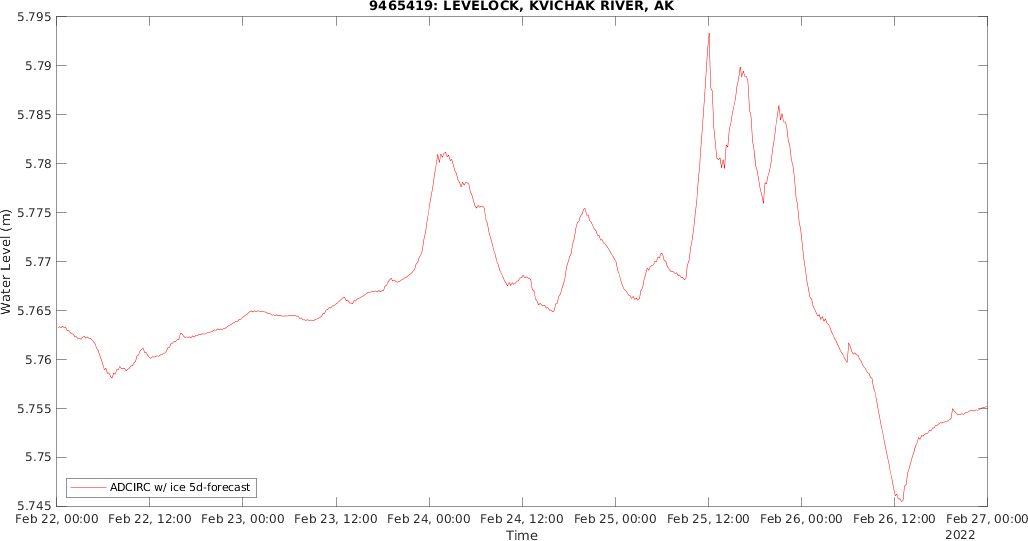 9465419: LEVELOCK, KVICHAK RIVER, AK
5.795
5.79
5.785
5.78
5.775
5.77
5.765
5.76
5.755
5.75
5.745
Water Level (m)
ADCIRC w/ ice 5d-forecast
Feb 22, 00:00 Feb 22, 12:00 Feb 23, 00:00 Feb 23, 12:00 Feb 24, 00:00 Feb 24, 12:00 Feb 25, 00:00 Feb 25, 12:00 Feb 26, 00:00 Feb 26, 12:00 Feb 27, 00:00
Time
2022